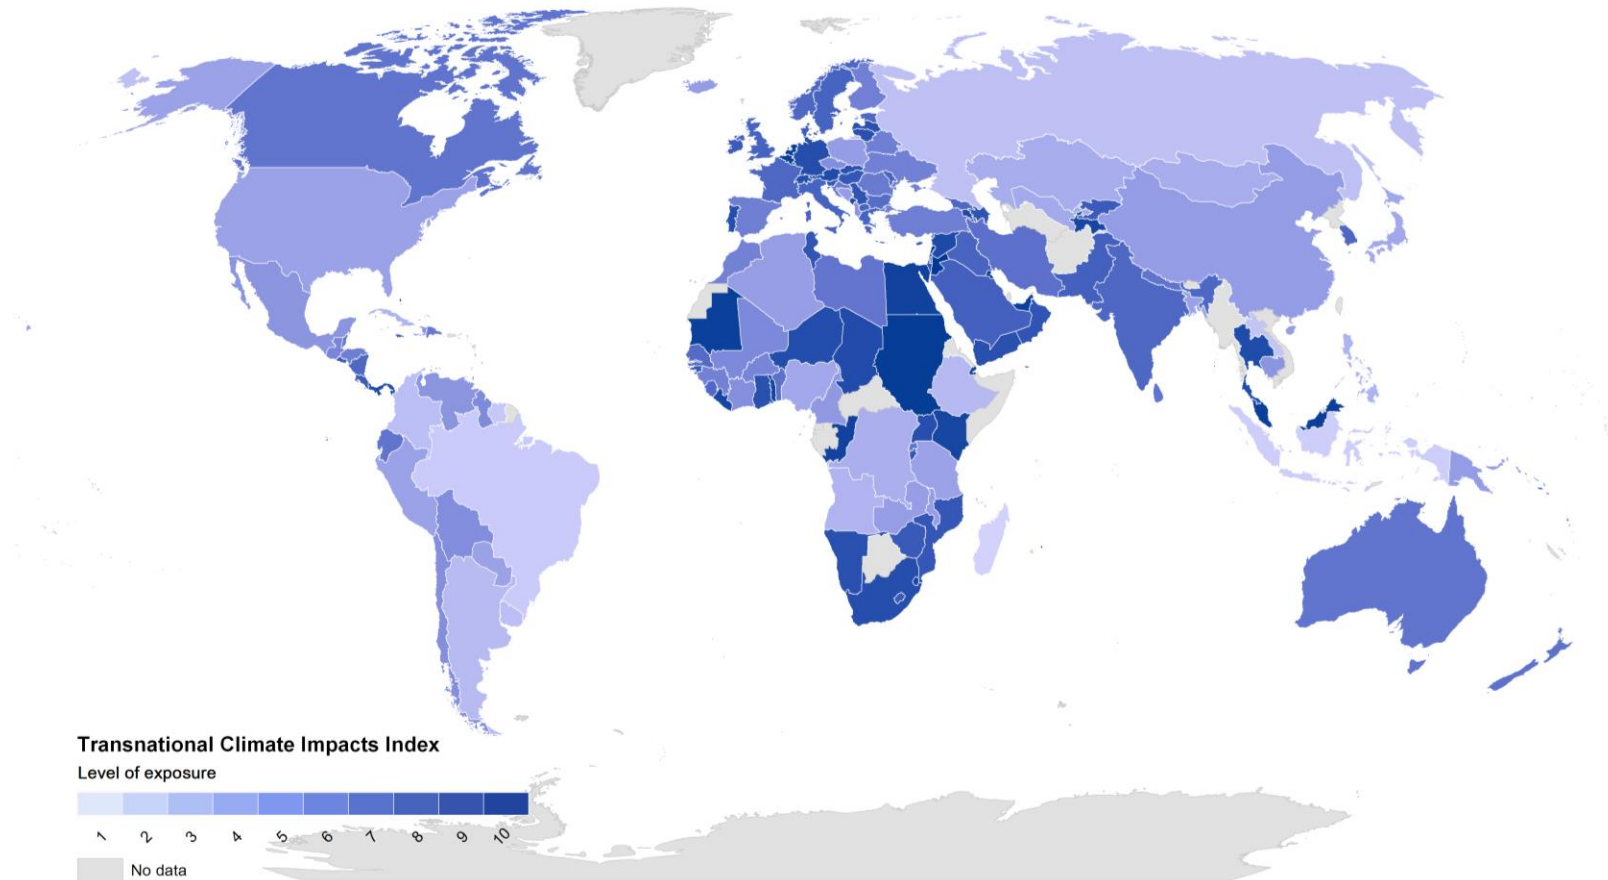 Transnational Climate Impacts Index
Level of exposure
1 2 3 4 5 6 7 8 9 10
No data